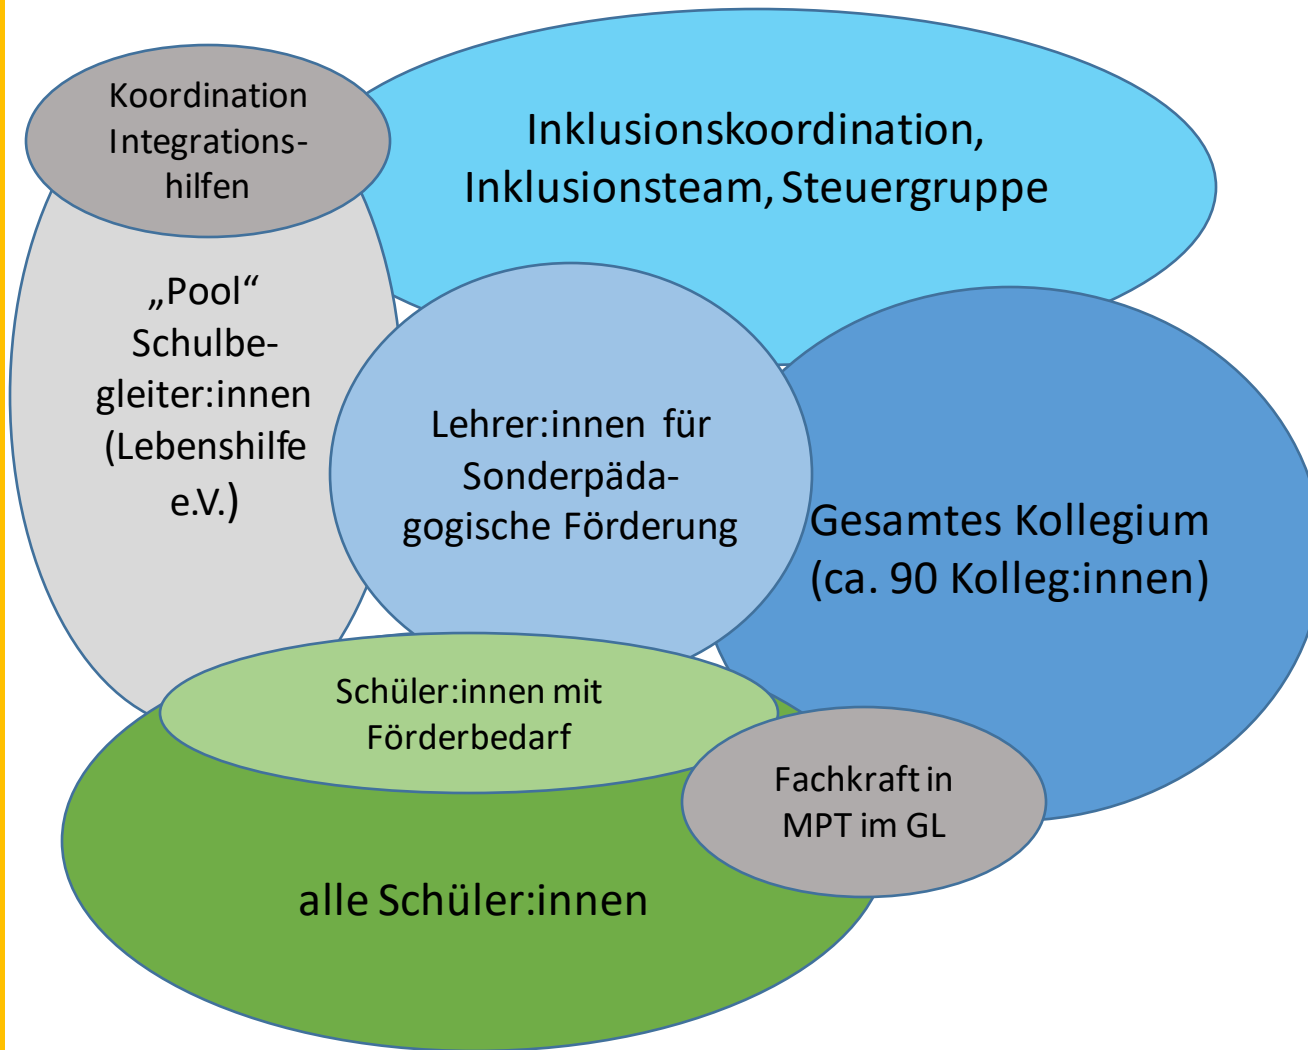 Koordination
Integrations-
hilfen
Inklusionskoordination,
Inklusionsteam, Steuergruppe
„Pool“
Schulbe-
gleiter:innen
(Lebenshilfe
e.V.)
Lehrer:innen für
Sonderpäda-
gogische Förderung
Gesamtes Kollegium
(ca. 90 Kolleg:innen)
Schüler:innen mit
Förderbedarf
Fachkraft in
MPT im GL
alle Schüler:innen